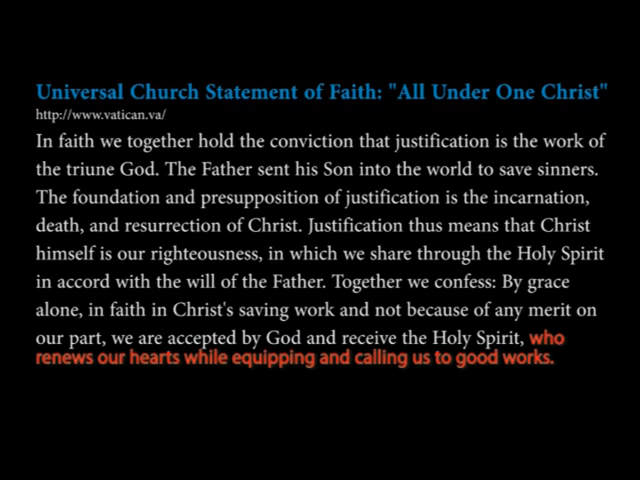 Universal Church Statement of Faith: "All Under One Christ"
http://www.vatican.va/
In faith we together hold the conviction that justification is the work of
the triune God. The Father sent his Son into the world to save sinners.
The foundation and presupposition of justification is the incarnation,
death, and resurrection of Christ. Justification thus means that Christ
himself is our righteousness, in which we share through the Holy Spirit
in accord with the will of the Father. Together we confess: By grace
alone, in faith in Christ's saving work and not because of any merit on
our part, we are accepted by God and receive the Holy Spirit, who
renews our hearts while equipping and calling us to good works.